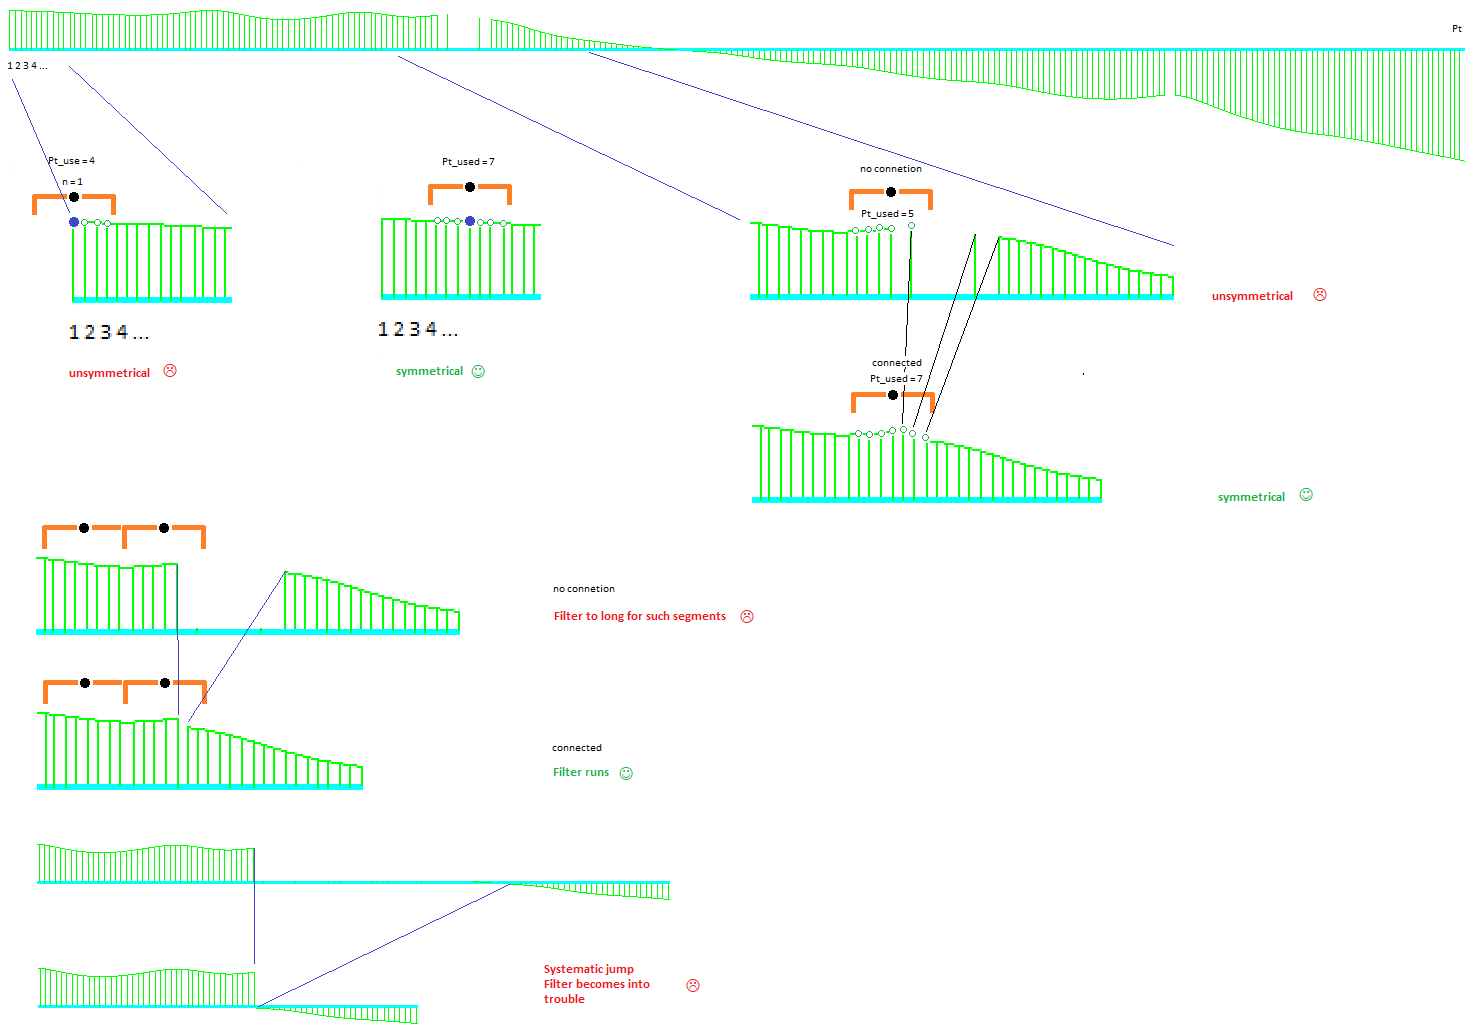 Pt
1 2 3 4 ...
Pt_use = 4
n = 1
Pt_used = 7
no connetion
Pt_used = 5
1 2 3 4 ...
1 2 3 4 ...
unsymmetrical ☹
symmetrical ☺
unsymmetrical ☹
connected
Pt_used = 7
symmetrical ☺
no connetion
Filter to long for such segments ☹
connected
Filter runs ☺
Systematic jump
Filter becomes into ☹
trouble